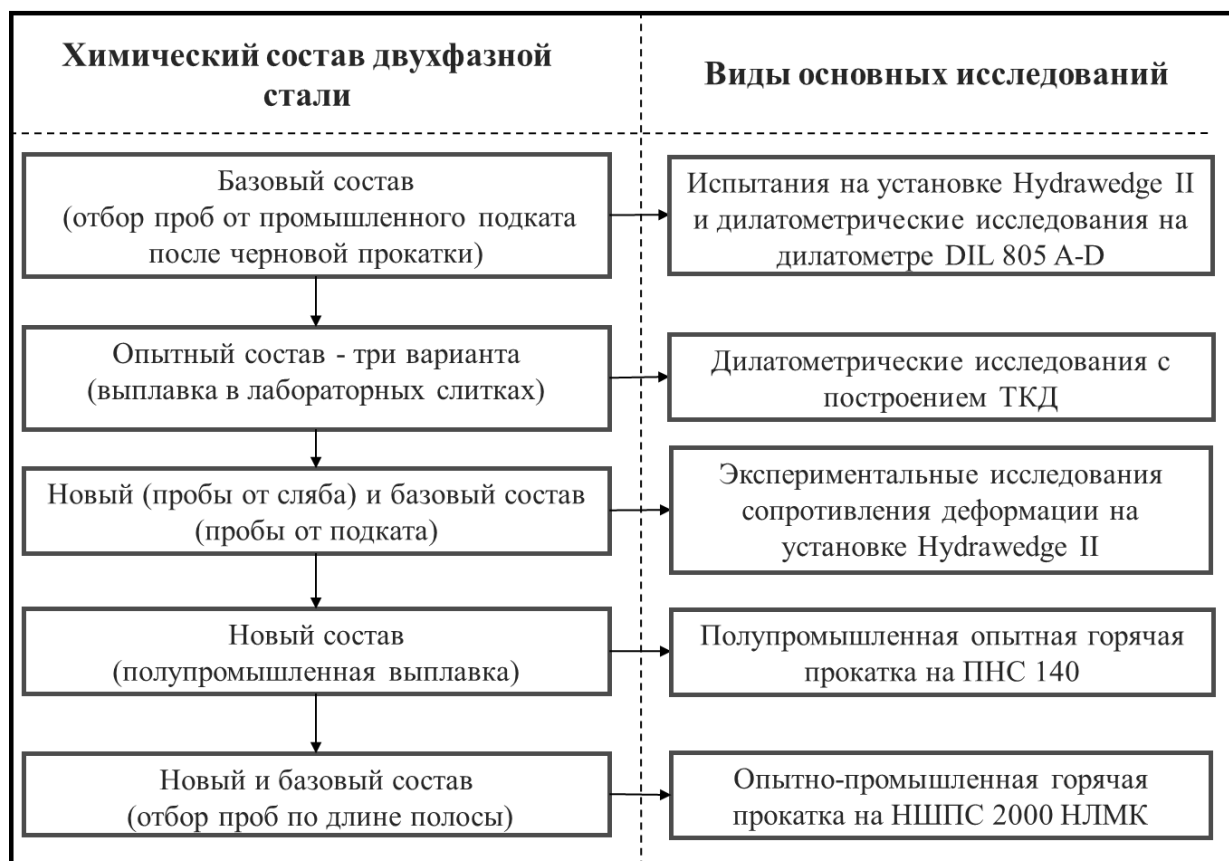 Химический состав двухфазной
стали
Виды основных исследований
Базовый состав
(отбор проб от промышленного подката
после черновой прокатки)
Испытания на установке Hydrawedge II
и дилатометрические исследования на
дилатометре DIL 805 A-D
Опытный состав - три варианта
(выплавка в лабораторных слитках)
Дилатометрические исследования с
построением ТКД
Новый (пробы от сляба) и базовый состав
(пробы от подката)
Экспериментальные исследования
сопротивления деформации на
установке Hydrawedge II
Новый состав
(полупромышленная выплавка)
Полупромышленная опытная горячая
прокатка на ПНС 140
Новый и базовый состав
(отбор проб по длине полосы)
Опытно-промышленная горячая
прокатка на НШПС 2000 НЛМК